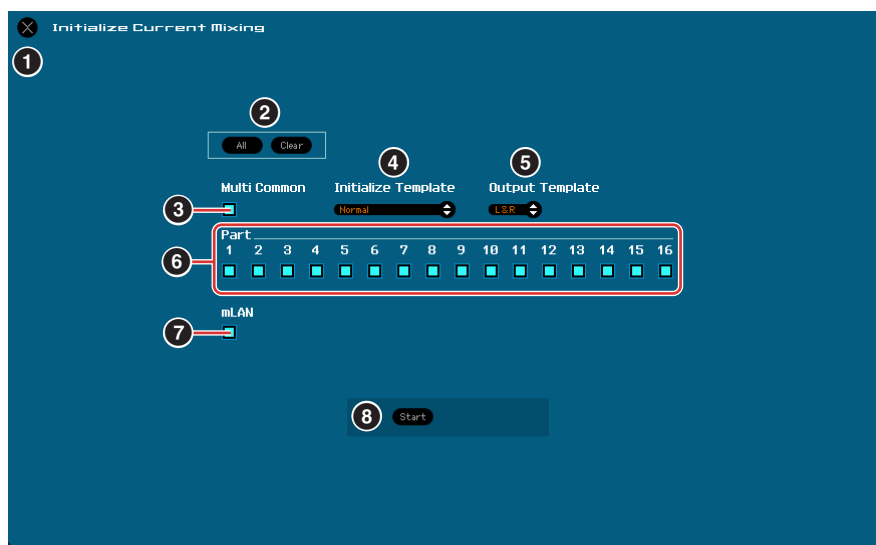 Initialize Current Mixing
1
2
All Clear
4 5
Multi Common Initialize Template Output Template
3 Normal L&R
Part
1 2 3 4 5 6 7 8 9 10 11 12 13 14 15 16
6
mLAN
7
8 Start